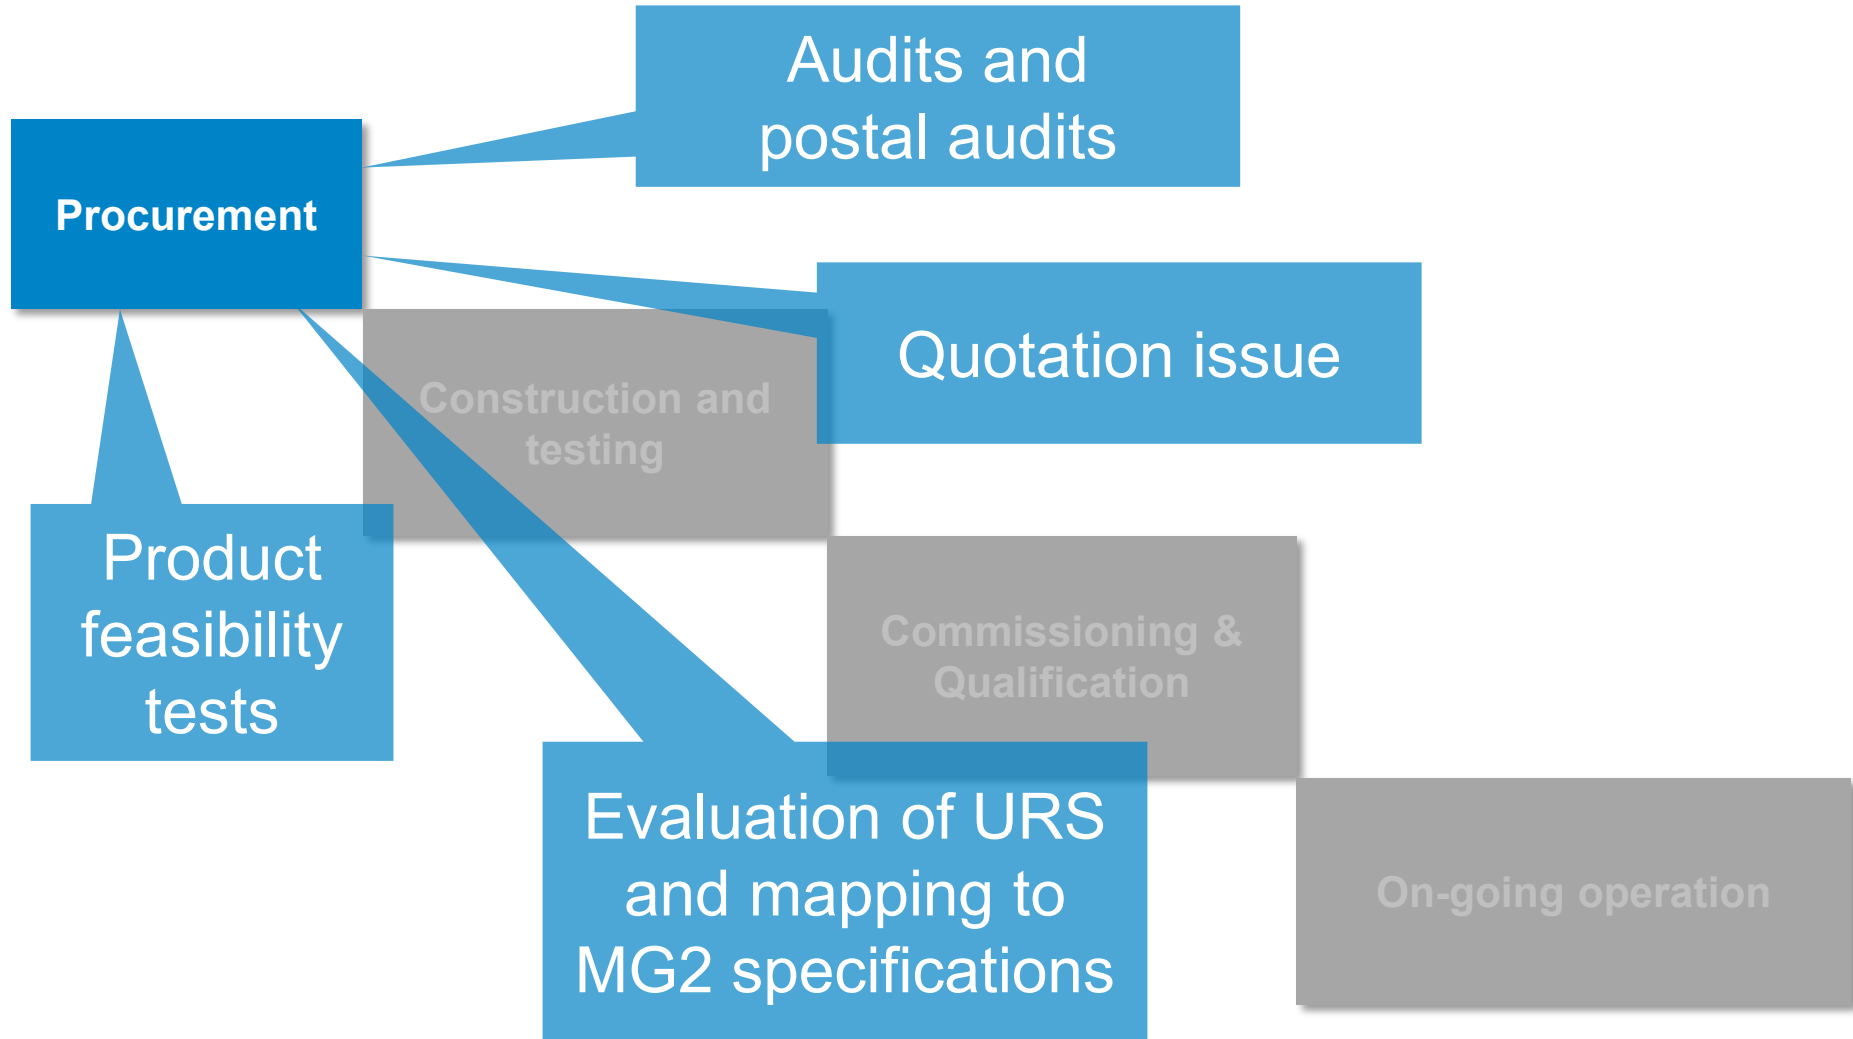 Audits and
postal audits
Procurement
Quotation issue
Construction and
testing
Product
feasibility
tests
Commissioning &
Qualification
Evaluation of URS
and mapping to
MG2 specifications
On-going operation